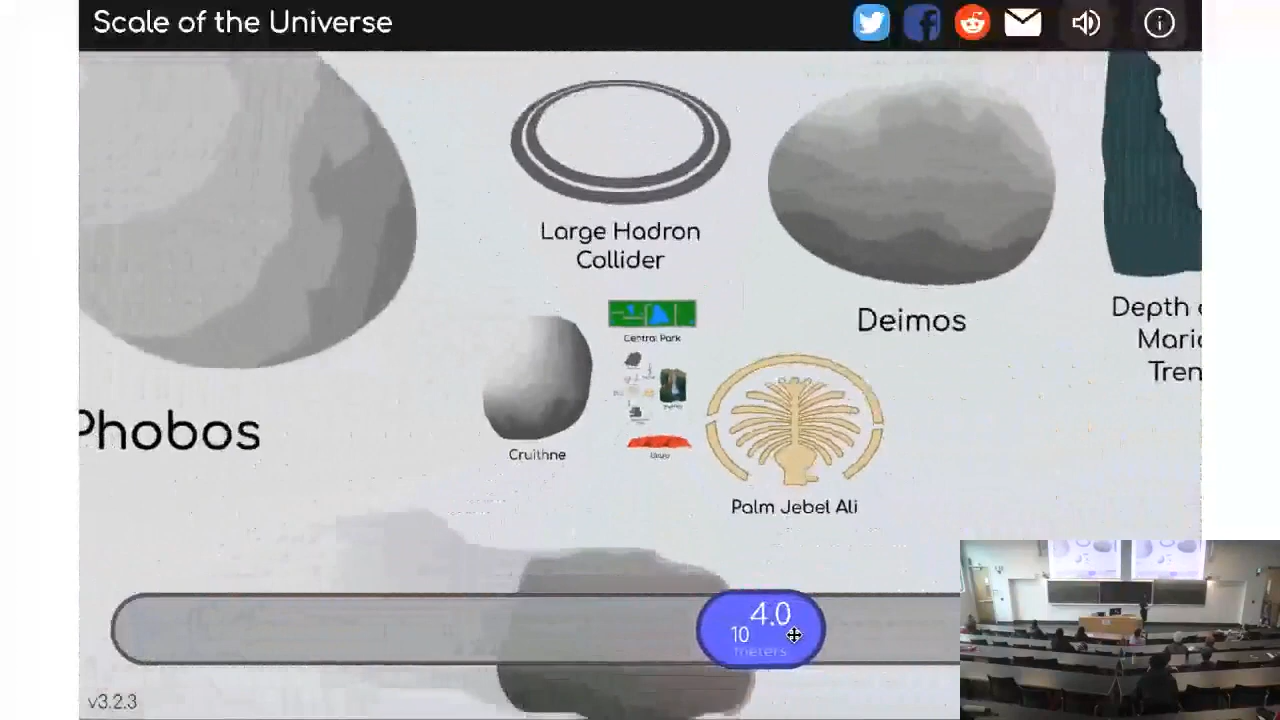 Scale of the Universe
Large Hadron
Collider
Deimos
Depth
Tren
Central Park
Phobos
Cruithne
Palm Jebel Ali
4.0
10
meters
v3.2.3